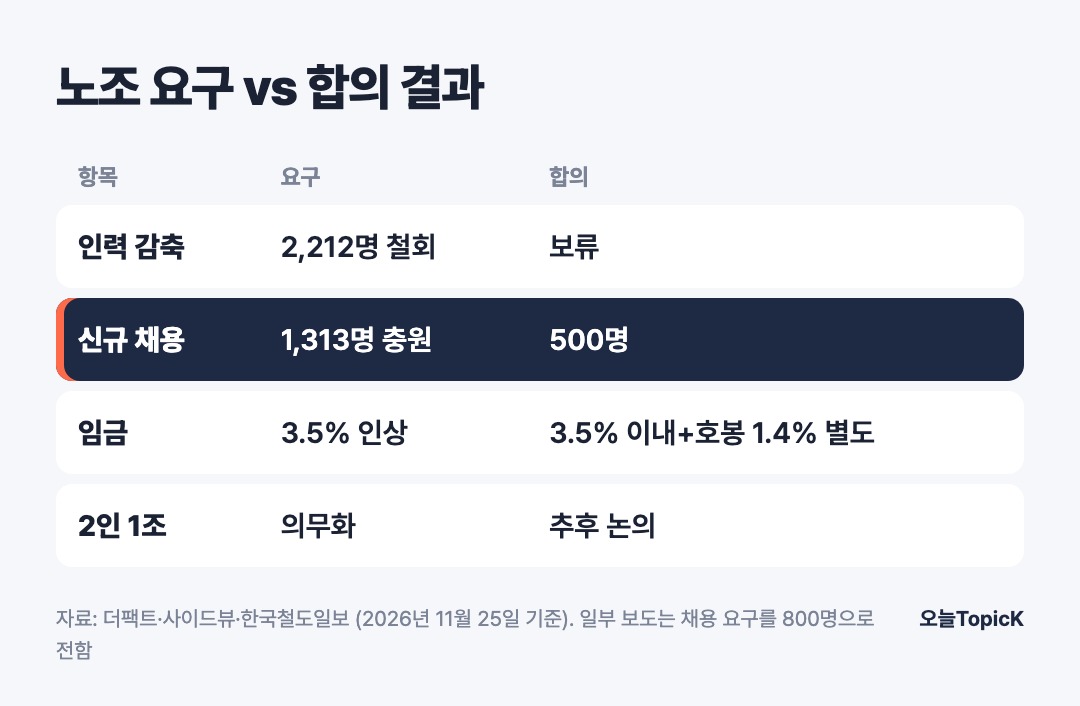 노조 요구 vs 합의 결과
항목 요구 합의
인력 감축 2,212명 철회 보류
신규 채용 1,313명 충원 500명
임금 3.5% 인상 3.5% 이내+호봉 1.4% 별도
2인 1조 의무화 추후 논의
자료: 더팩트·사이드뷰·한국철도일보 (2026년 11월 25일 기준). 일부 보도는 채용 요구를 800명으로 오늘TopicK
전함